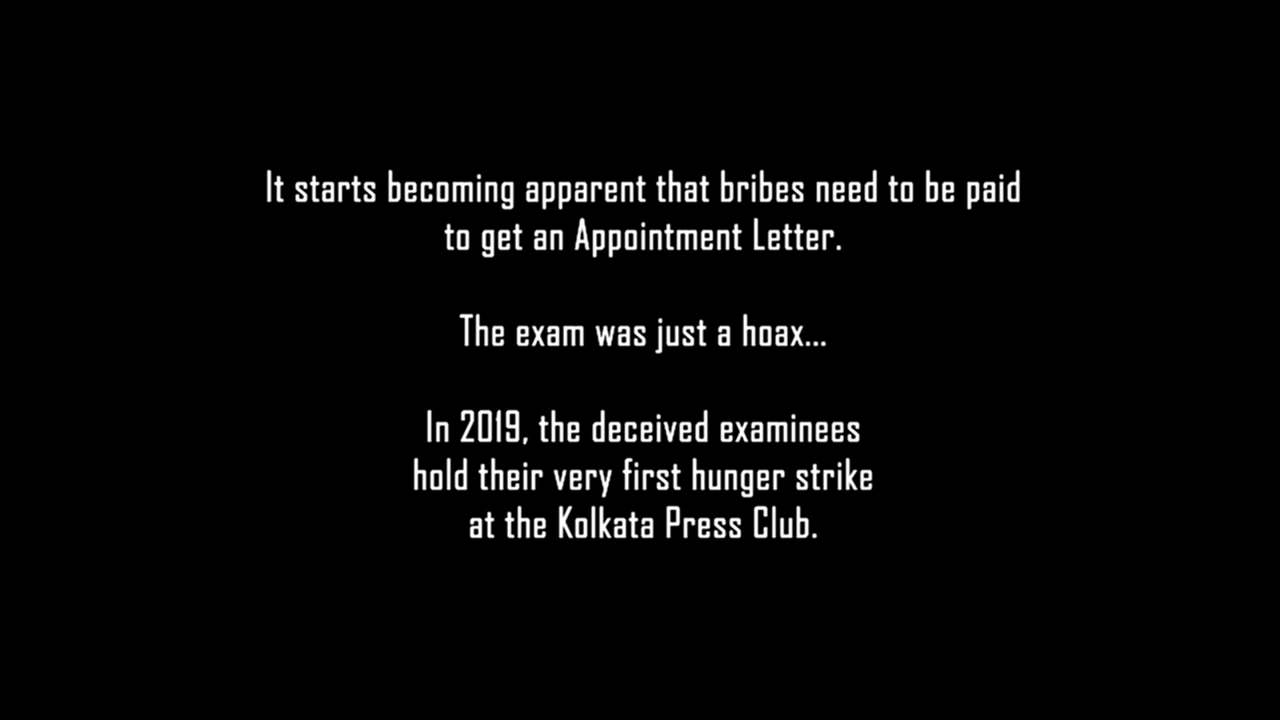 It starts becoming apparent that bribes need to be paid
to get an Appointment Letter.
The exam was just a hoax...
In 2019, the deceived examinees
hold their very first hunger strike
at the Kolkata Press Club.